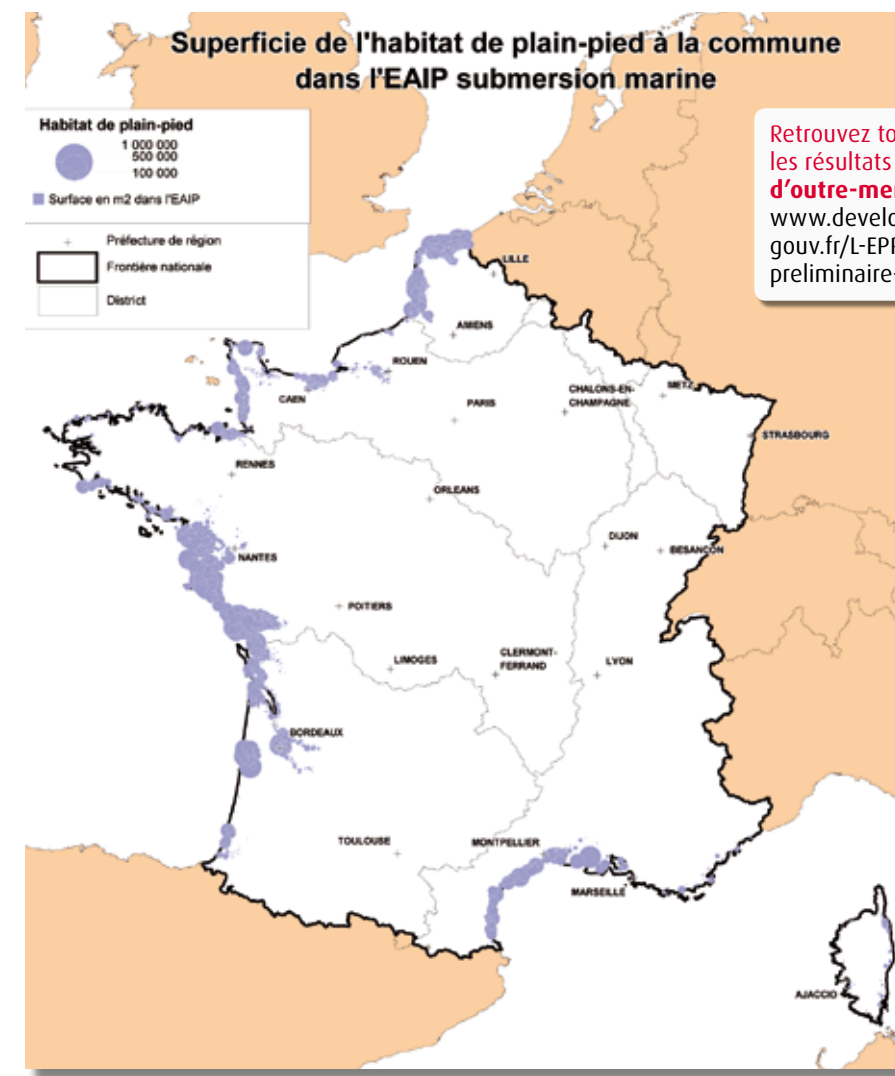 Superficie de l'habitat de plain-pied à la commune
dans l'EAIP submersion marine
Habitat de plain-pied
1 000 000
500 000
100 000
Surface en m2 dans l'EAIP
Préfecture de région
Frontière nationale
District
Retrouvez to
les résultats
d'outre-mer
www.develo
gouv.fr/L-EPR
preliminaire-
LILLE
AMIENS
ROUEN
CAEN
PARIS
CHALONS-EN-
CHAMPAGNE
METZ
STRASBOURG
RENNES
ORLEANS
DIJON
BESANCON
NANTES
POITIERS
LIMOGES
CLERMONT-
FERRAND
LYON
BORDEAUX
TOULOUSE
MONTPELLIER
MARSEILLE
AJACCIO